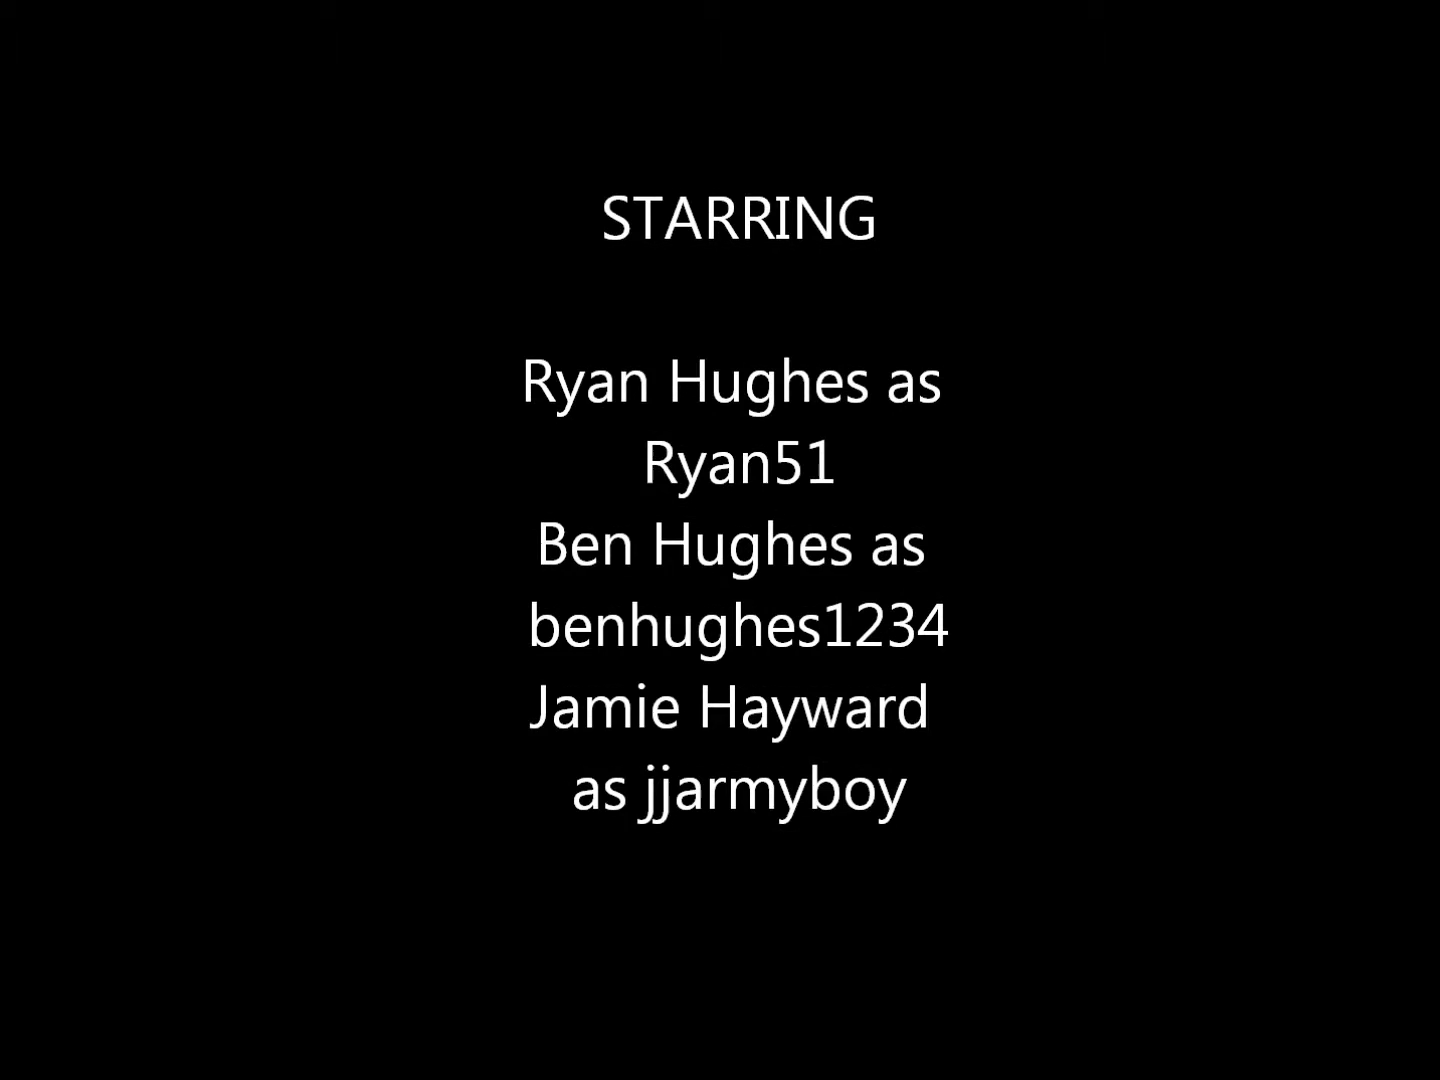 STARRING
Ryan Hughes as
Ryan51
Ben Hughes as
benhughes1234
Jamie Hayward
as jjarmyboy